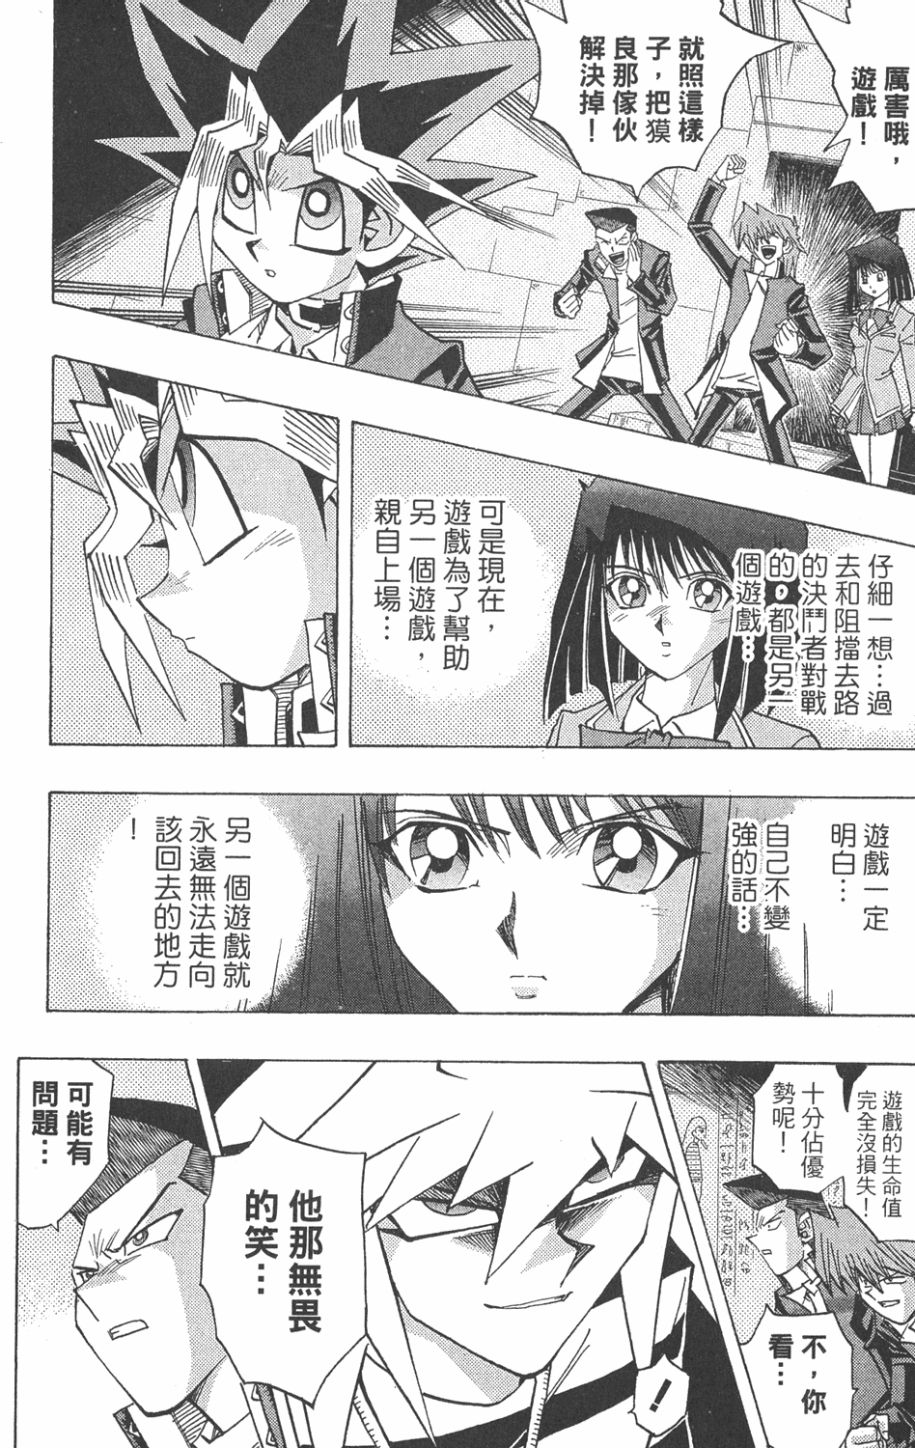 厲害哦，
遊戲！
就照這樣
子，把獏
良那傢伙
解決掉！
仔細一想…過
去和阻擋去路
的決鬥者對戰
的，都是另一
個遊戲…
可是現在，
遊戲為了幫助
另一個遊戲，
親自上場…
遊戲一定
明白…
自己不變
強的話…
另一個遊戲就
永遠無法走向
該回去的地方
！
遊戲的生命值
完全沒損失！
十分佔優
勢呢！
不，你
看…
！
他那無畏
的笑…
可能有
問題…